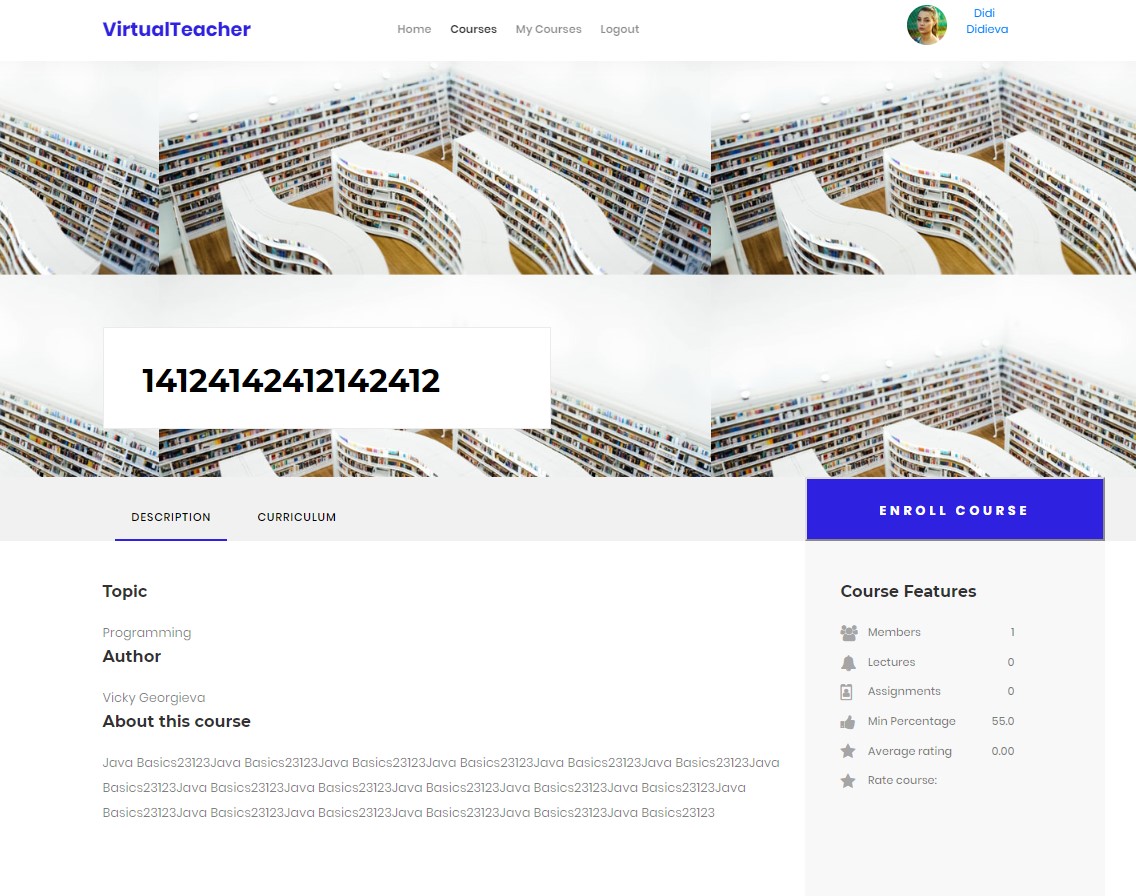 VirtualTeacher
Home Courses My Courses Logout
Didi
Didieva
14124142412142412
DESCRIPTION CURRICULUM
ENROLL COURSE
Topic
Programming
Author
Vicky Georgieva
About this course
Java Basics23123Java Basics23123Java Basics23123Java Basics23123Java Basics23123Java Basics23123Java
Basics23123Java Basics23123Java Basics23123Java Basics23123Java Basics23123Java Basics23123Java
Basics23123Java Basics23123Java Basics23123Java Basics23123Java Basics23123Java Basics23123
Course Features
Members 1
Lectures 0
Assignments 0
Min Percentage 55.0
Average rating 0.00
Rate course: